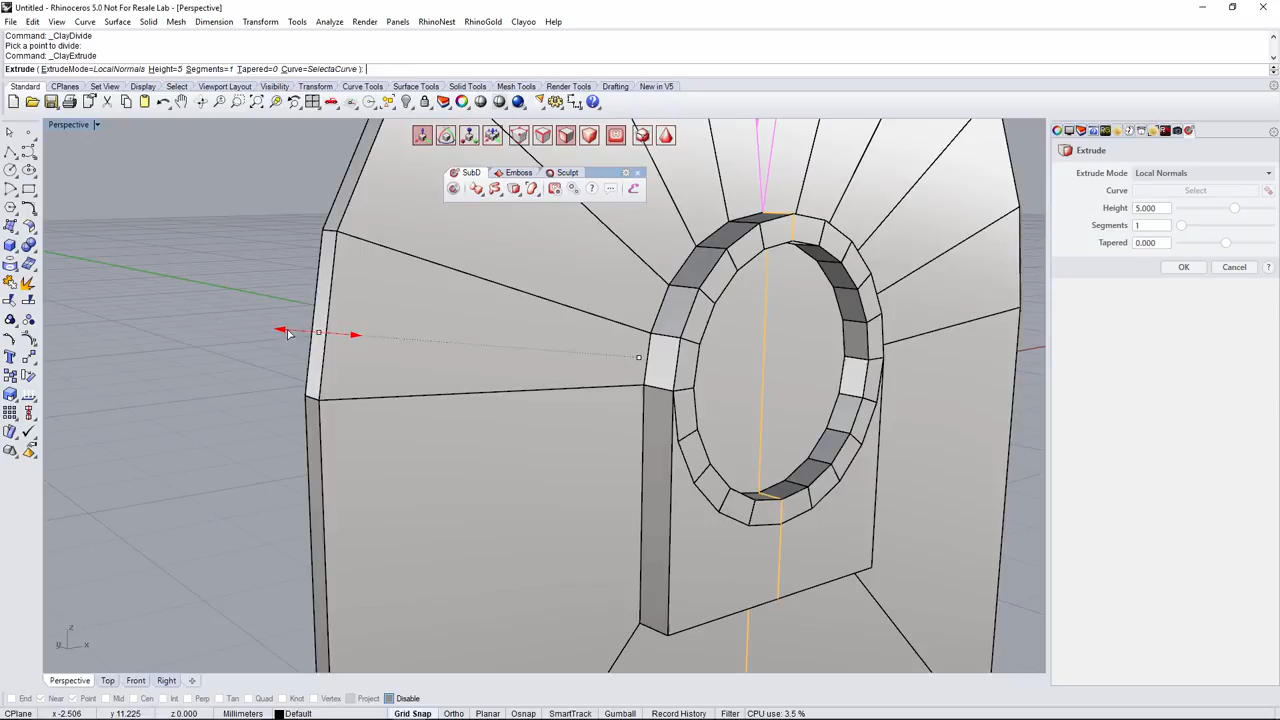 Untitled - Rhinoceros 5.0 Not For Resale Lab - [Perspective]
File Edit View Curve Surface Solid Mesh Dimension Transform Tools Analyze Render Panels RhinoNest RhinoGold Clayoo Help
Command: _ClayDivide
Pick a point to divide:
Command: _ClayExtrude
Extrude ( ExtrudeMode=LocalNormals Height=5 Segments=1 Tapered=0 Curve=SelectaCurve ):
Standard CPlanes Set View Display Select Viewport Layout Visibility Transform Curve Tools Surface Tools Solid Tools Mesh Tools Render Tools Drafting New in V5
Perspective
SubD Emboss Sculpt
Extrude
Extrude Mode Local Normals
Curve Select
Height 5.000
Segments 1
Tapered 0.000
OK Cancel ?
z
y x
Perspective Top Front Right
End Near Point Mid Cen Int Perp Tan Quad Knot Vertex Project Disable
CPlane x -2.506 y 11.225 z 0.000 Millimeters Default Grid Snap Ortho Planar Osnap SmartTrack Gumball Record History Filter CPU use: 3.5 %